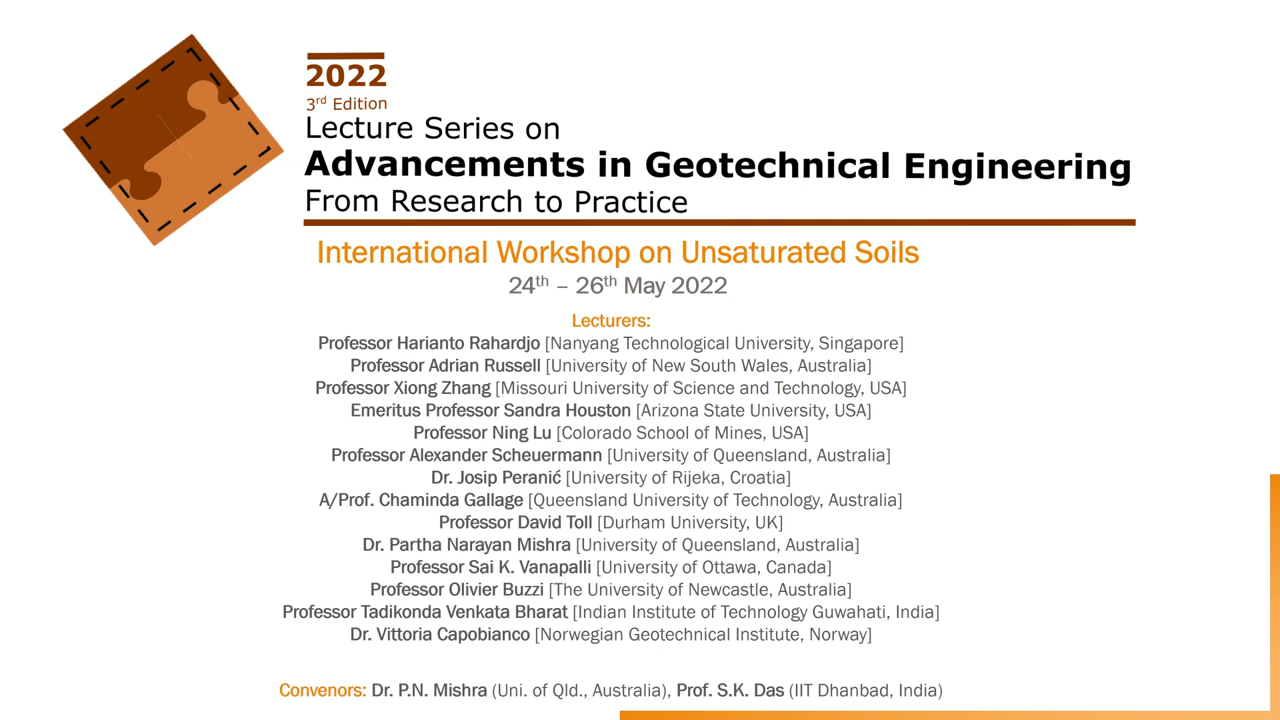 2022
3rd Edition
Lecture Series on
Advancements in Geotechnical Engineering
From Research to Practice
International Workshop on Unsaturated Soils
24th – 26th May 2022
Lecturers:
Professor Harianto Rahardjo [Nanyang Technological University, Singapore]
Professor Adrian Russell [University of New South Wales, Australia]
Professor Xiong Zhang [Missouri University of Science and Technology, USA]
Emeritus Professor Sandra Houston [Arizona State University, USA]
Professor Ning Lu [Colorado School of Mines, USA]
Professor Alexander Scheuermann [University of Queensland, Australia]
Dr. Josip Peranić [University of Rijeka, Croatia]
A/Prof. Chaminda Gallage [Queensland University of Technology, Australia]
Professor David Toll [Durham University, UK]
Dr. Partha Narayan Mishra [University of Queensland, Australia]
Professor Sai K. Vanapalli [University of Ottawa, Canada]
Professor Olivier Buzzi [The University of Newcastle, Australia]
Professor Tadikonda Venkata Bharat [Indian Institute of Technology Guwahati, India]
Dr. Vittoria Capobianco [Norwegian Geotechnical Institute, Norway]
Convenors: Dr. P.N. Mishra (Uni. of Qld., Australia), Prof. S.K. Das (IIT Dhanbad, India)